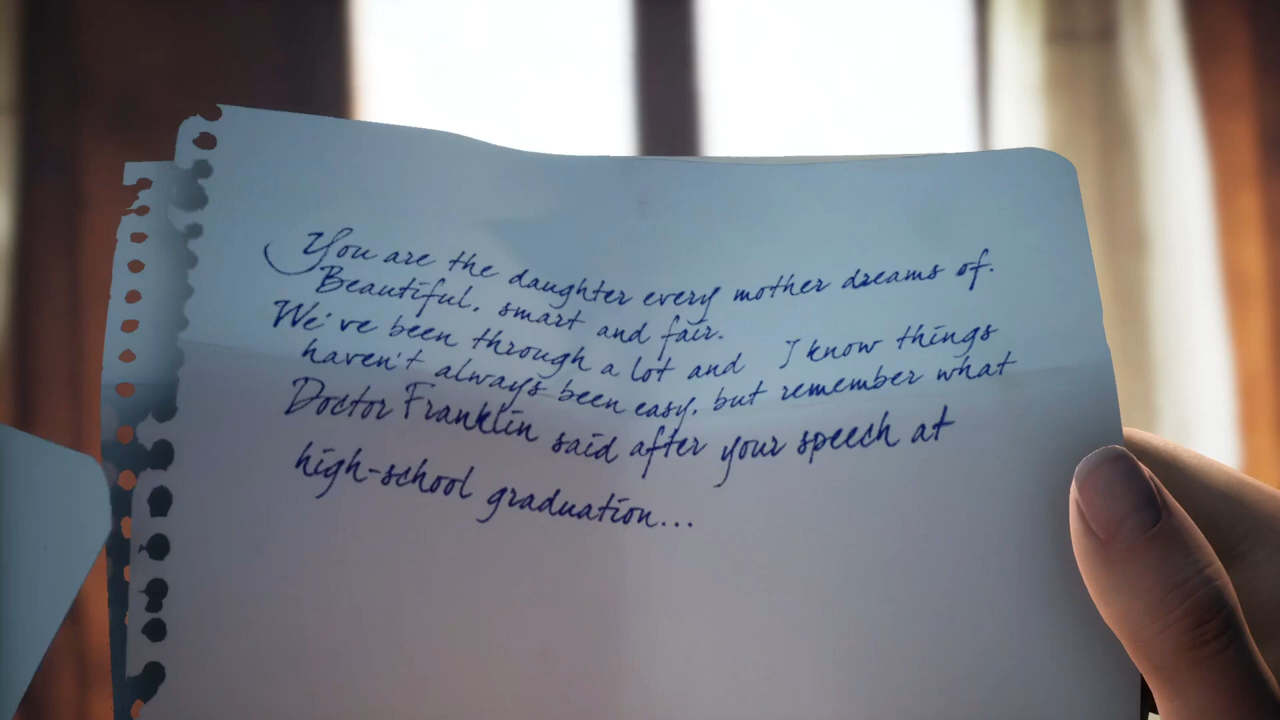 You are the daughter every mother dreams of.
Beautiful, smart and fair.
We've been through a lot and I know things
haven't always been easy, but remember what
Doctor Franklin said after your speech at
high-school graduation...